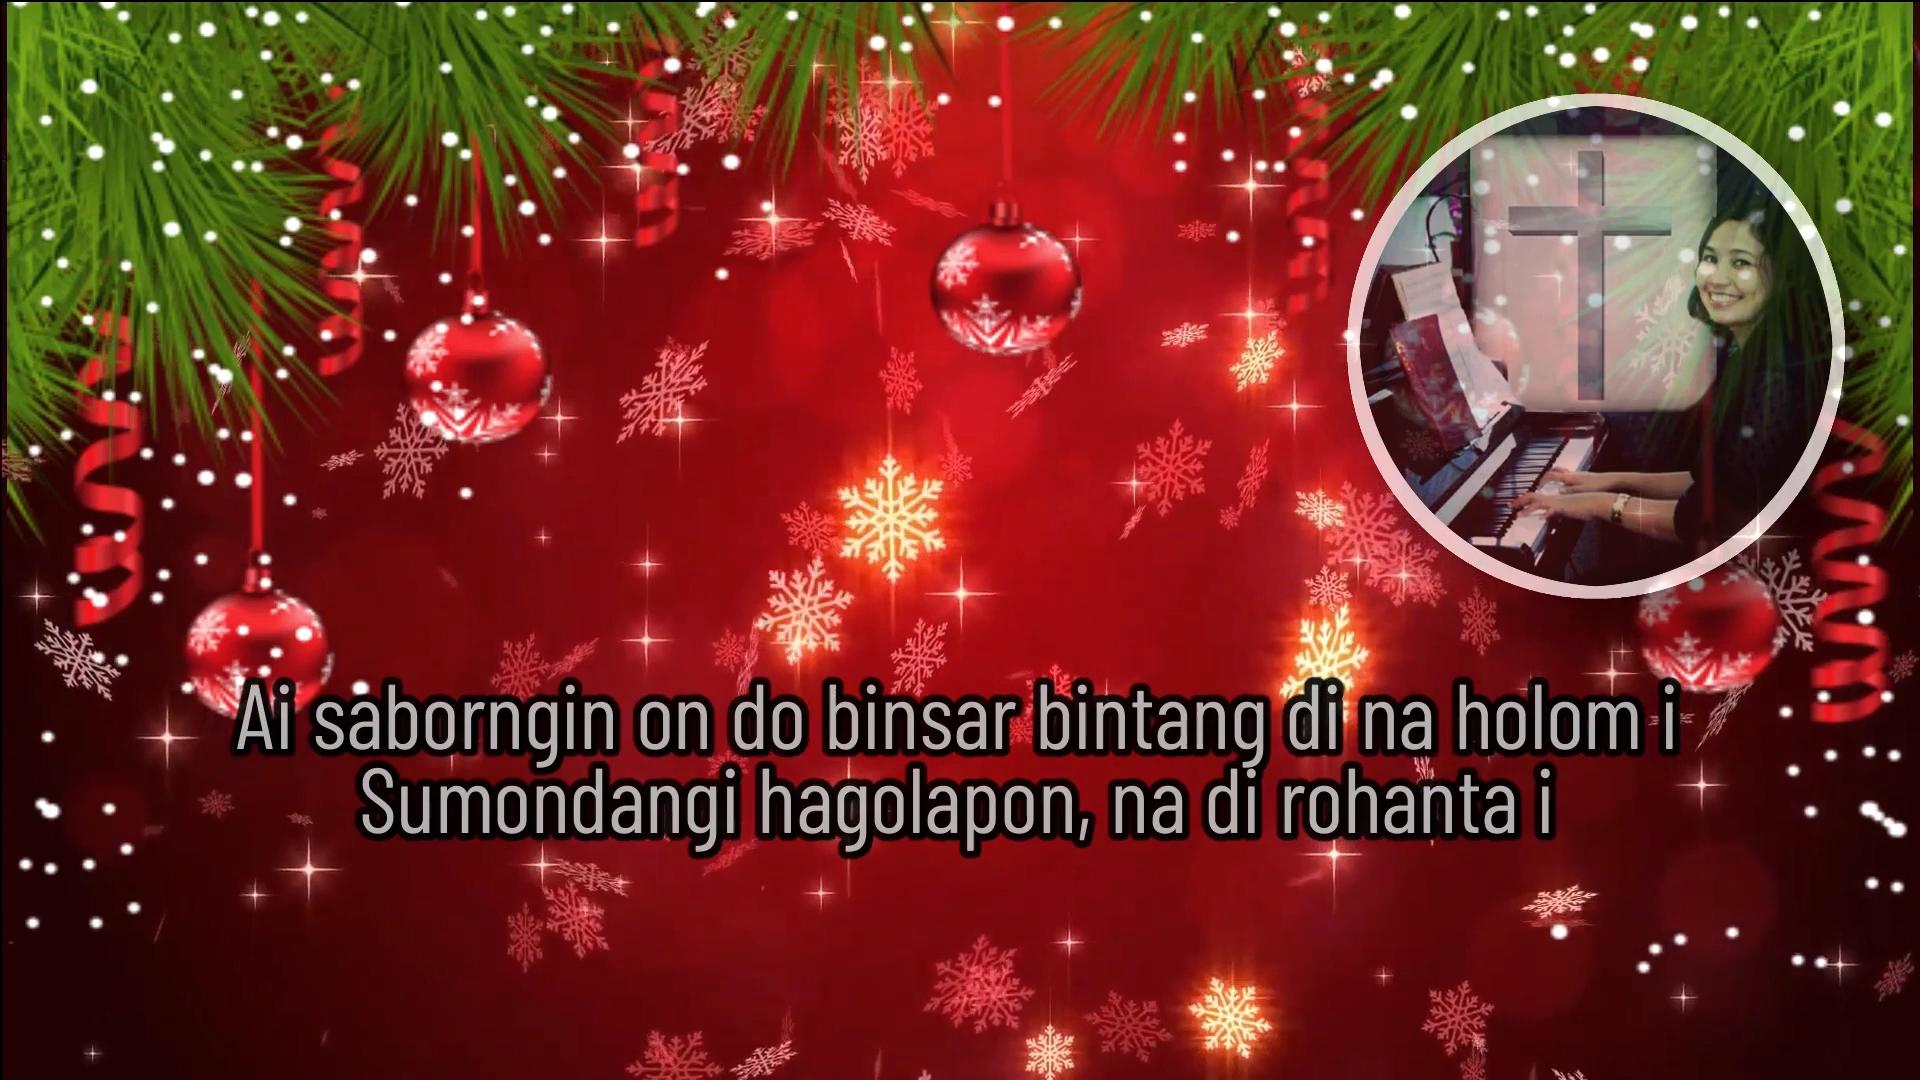 Ai saborngin on do binsar bintang di na holom i
Sumondangi hagolapon, na di rohanta i